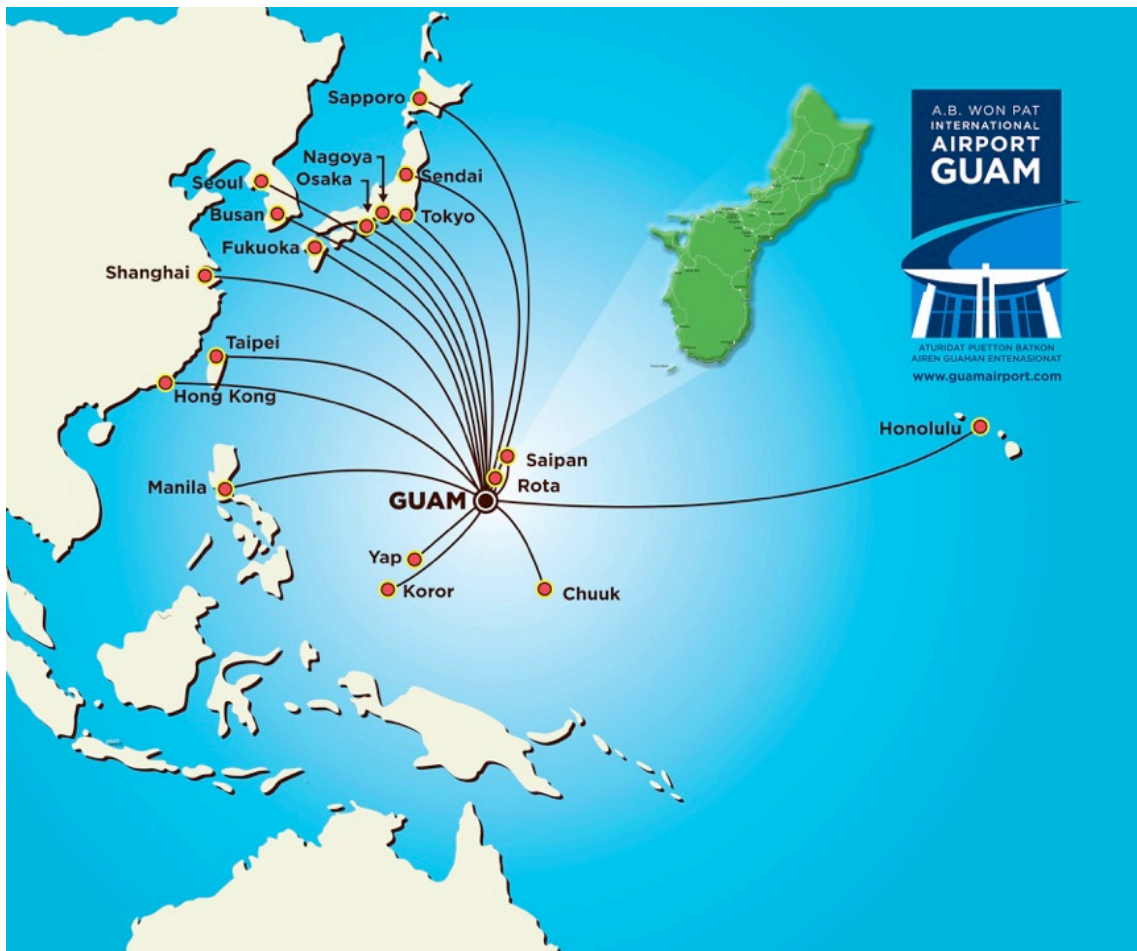 Sapporo
Nagoya
Osaka
Sendai
Seoul
Busan
Tokyo
Fukuoka
Shanghai
Taipei
Hong Kong
Manila
GUAM
Saipan
Rota
Yap
Koror
Chuuk
Honolulu
A.B. WON PAT
INTERNATIONAL
AIRPORT
GUAM
ATURIDAT PUETTON BATKON
AIREN GUAHAN ENTENASIONAT
www.guamairport.com